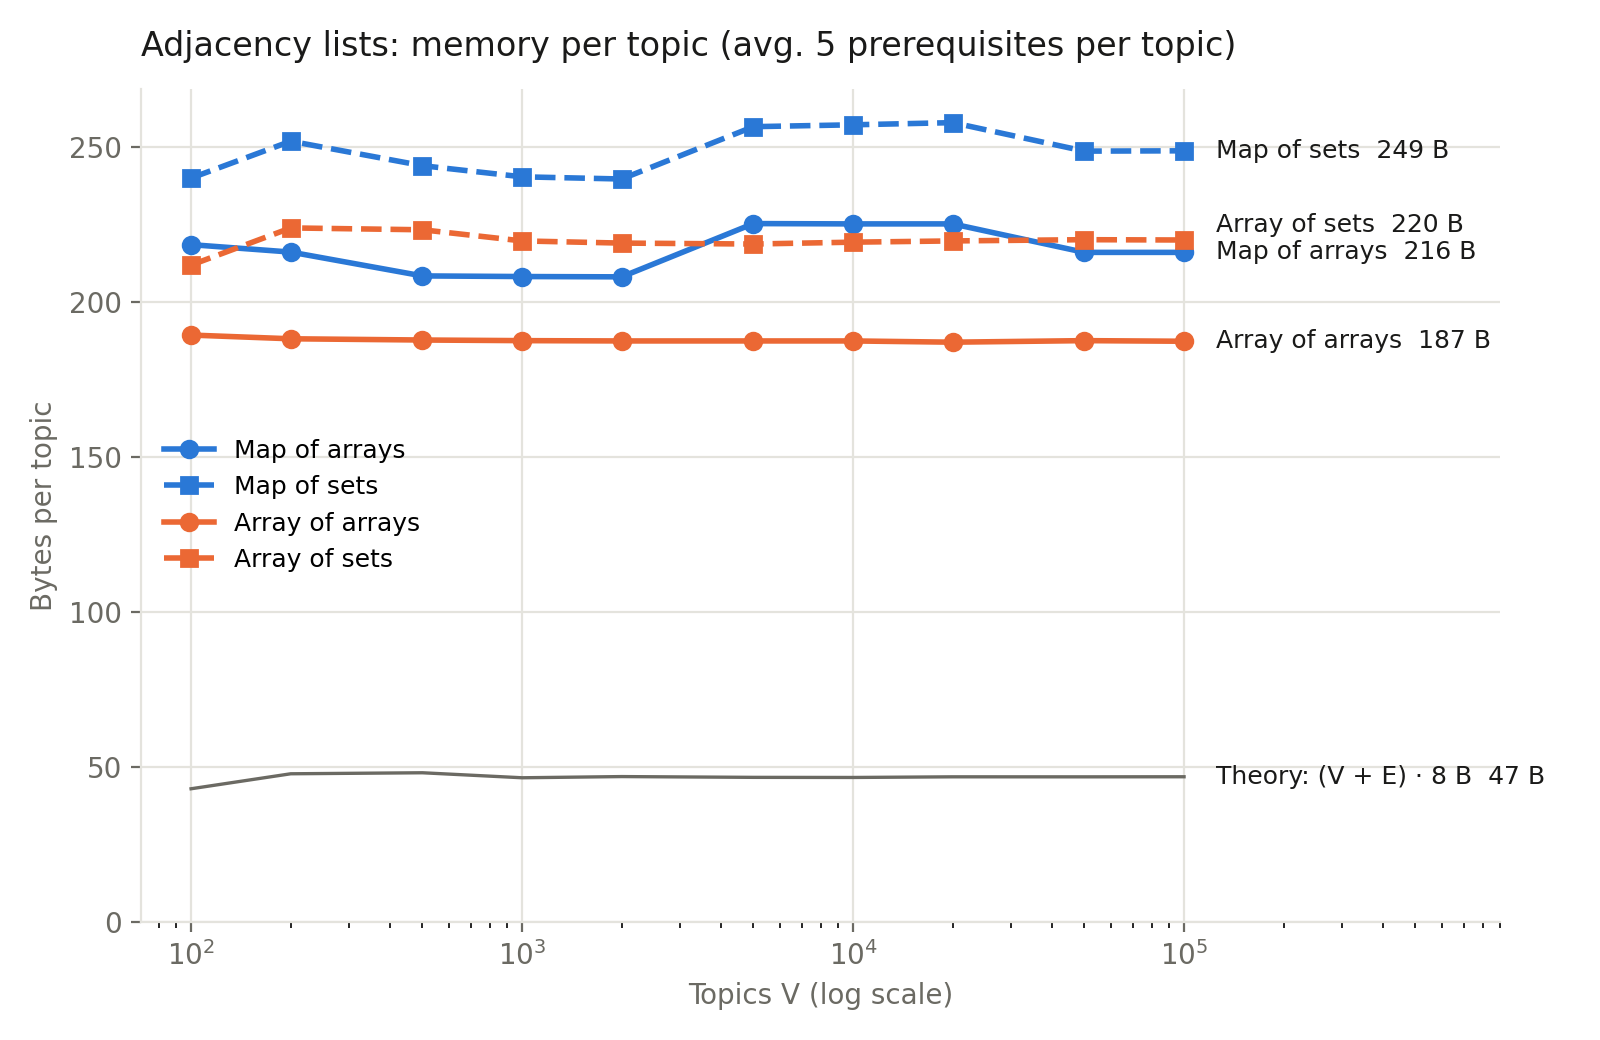 Adjacency lists: memory per topic (avg. 5 prerequisites per topic)
Bytes per topic
250
200
150
100
50
0
Map of sets 249 B
Array of sets 220 B
Map of arrays 216 B
Array of arrays 187 B
Map of arrays
Map of sets
Array of arrays
Array of sets
Theory: (V + E) · 8 B 47 B
10² 10³ 10⁴ 10⁵
Topics V (log scale)